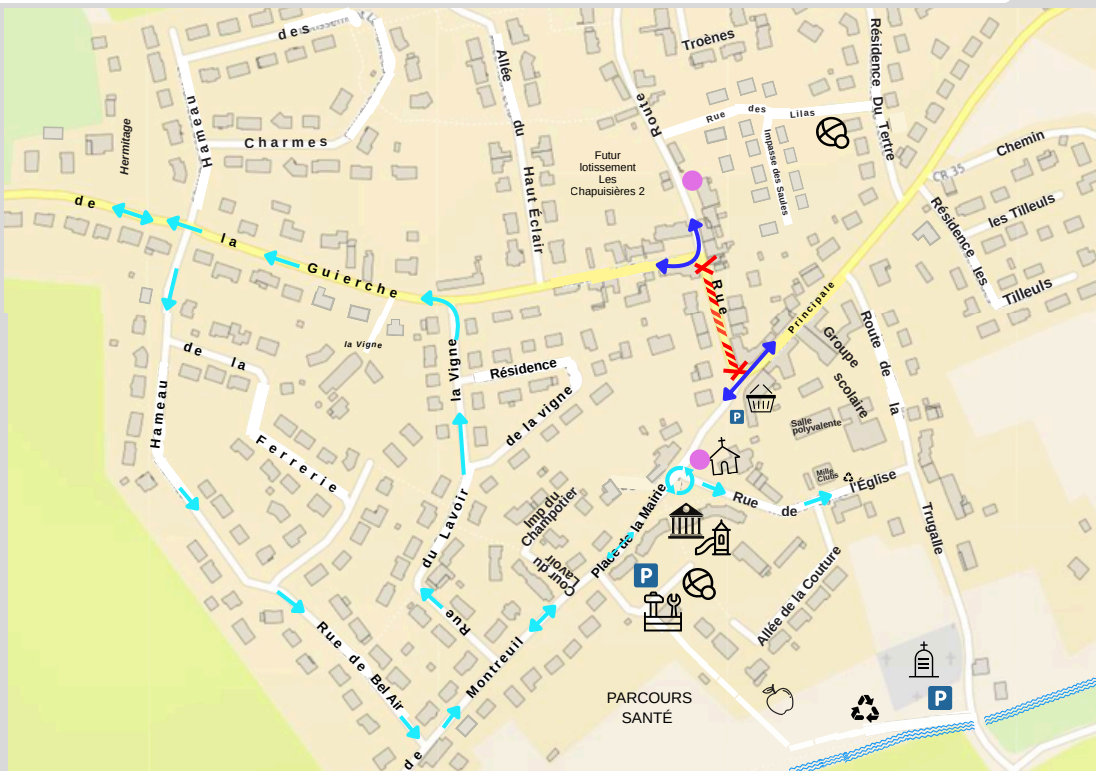 des
Troènes
Allée
du
Haut Éclair
Route
Rue des Lilas
Impasse des Saules
Résidence Du Tertre
Hameau
Hermitage
Charmes
Futur
lotissement
Les
Chapuisières 2
CR 35
Chemin
les Tilleuls
Résidence les
Tilleuls
de
la
Guierche
Rue
Principale
la Vigne
de la
la Vigne
Résidence
de la vigne
Groupe
scolaire
Route de la
Trugalle
Hameau
Ferrerie
P
Salle
polyvalente
Mille
Clubs
Rue de l'Église
Imp du
Champotier
Cour du
Lavoir
Place de la Mairie
du Lavoir
Rue
P
Allée de la Couture
Rue de Bel Air
de
Montreuil
PARCOURS
SANTÉ
P